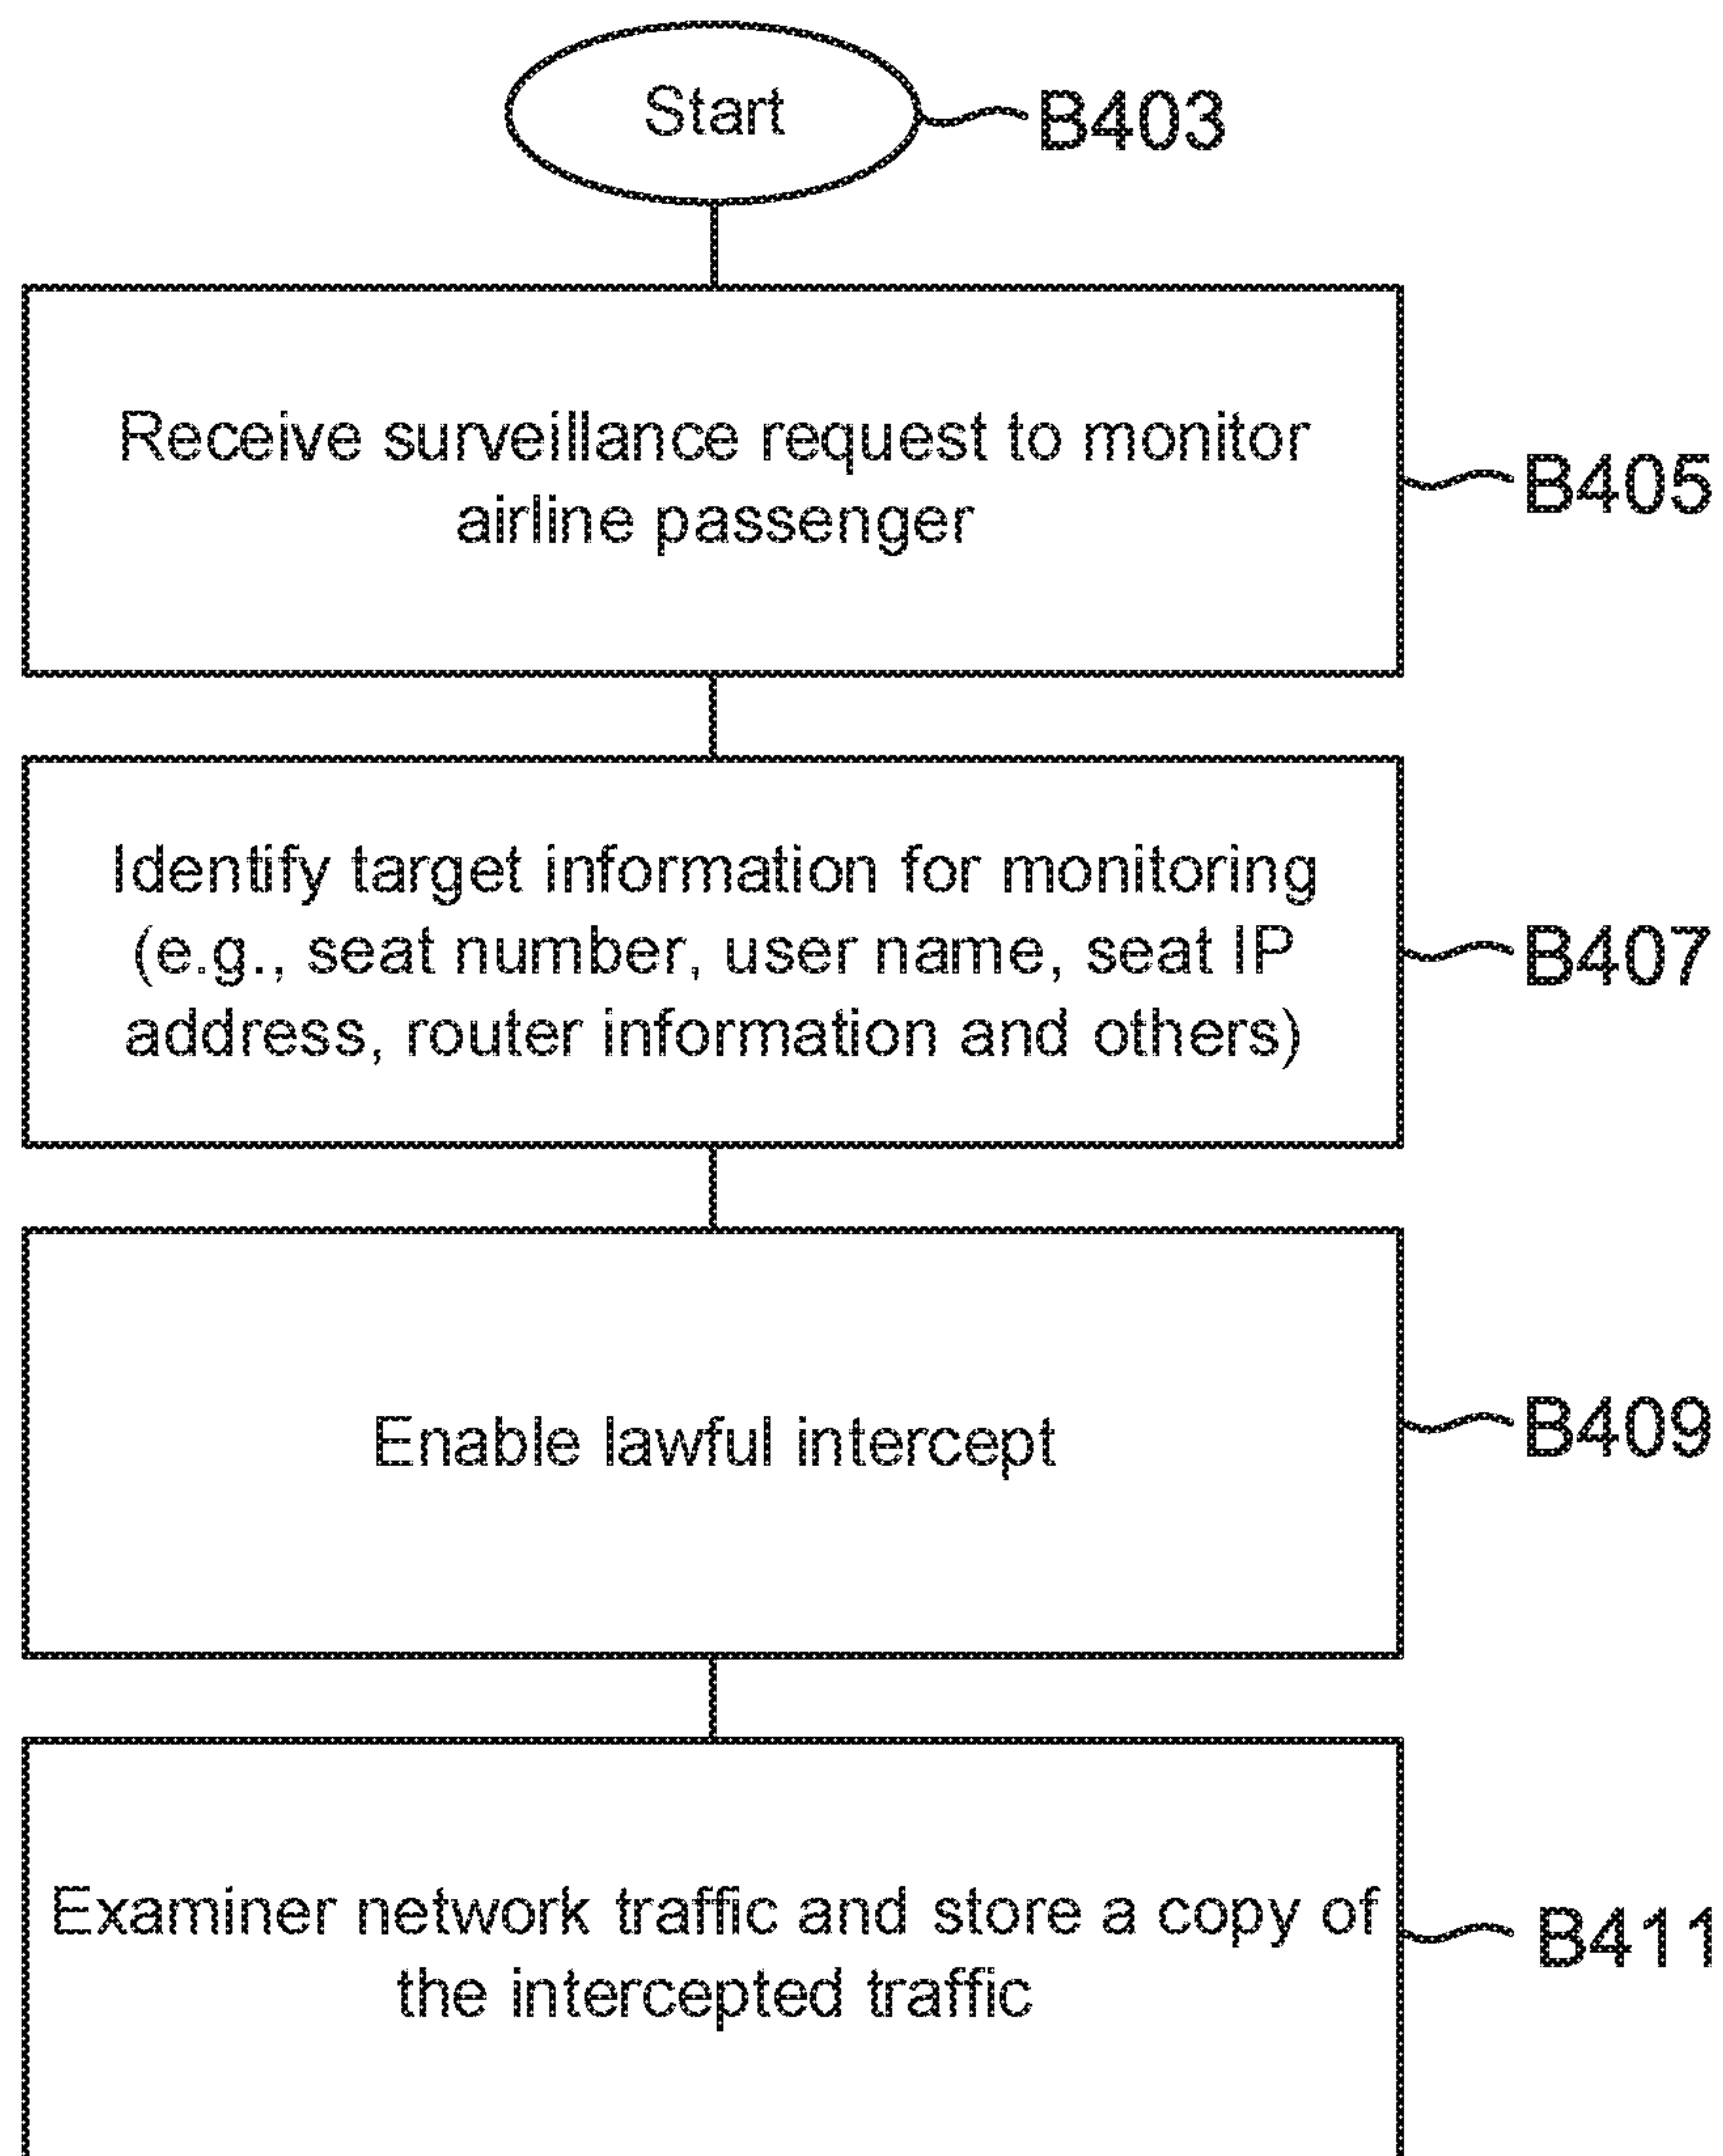 Start
B403
Receive surveillance request to monitor
airline passenger
B405
Identify target information for monitoring
(e.g., seat number, user name, seat IP
address, router information and others)
B407
Enable lawful intercept
B409
Examiner network traffic and store a copy of
the intercepted traffic
B411